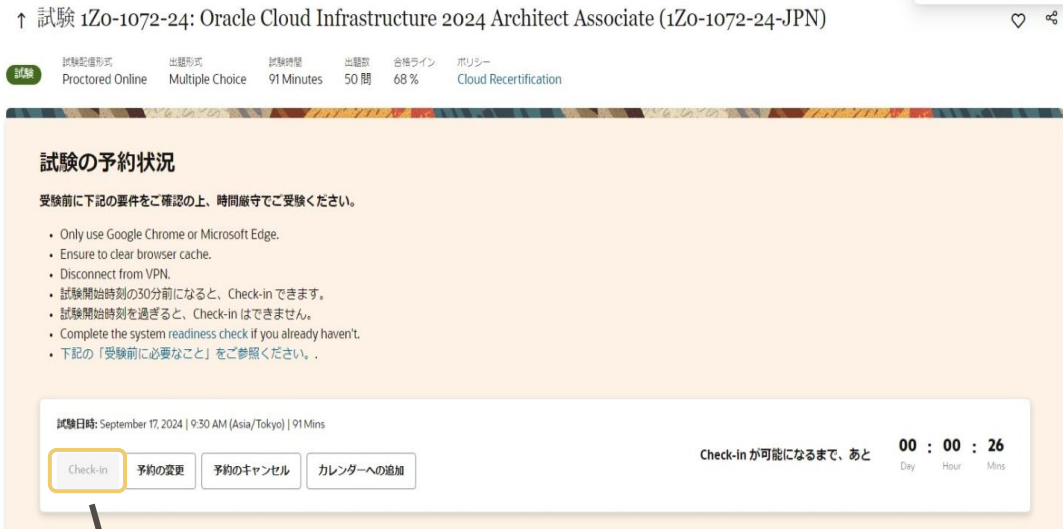 ↑ 試験 1Z0-1072-24: Oracle Cloud Infrastructure 2024 Architect Associate (1Z0-1072-24-JPN)
試験 試験配信形式 出題形式 試験時間 出題数 合格ライン ポリシー
Proctored Online Multiple Choice 91 Minutes 50 問 68 % Cloud Recertification
試験の予約状況
受験前に下記の要件をご確認の上、時間厳守でご受験ください。
• Only use Google Chrome or Microsoft Edge.
• Ensure to clear browser cache.
• Disconnect from VPN.
• 試験開始時刻の30分前になると、Check-in できます。
• 試験開始時刻を過ぎると、Check-in はできません。
• Complete the system readiness check if you already haven't.
• 下記の「受験前に必要なこと」をご参照ください。.
試験日時: September 17, 2024 | 9:30 AM (Asia/Tokyo) | 91 Mins
Check-in 予約の変更 予約のキャンセル カレンダーへの追加
Check-in が可能になるまで、あと 00 : 00 : 26
Day Hour Mins